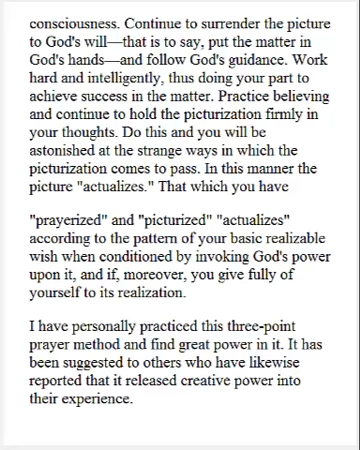 consciousness. Continue to surrender the picture
to God's will—that is to say, put the matter in
God's hands—and follow God's guidance. Work
hard and intelligently, thus doing your part to
achieve success in the matter. Practice believing
and continue to hold the picturization firmly in
your thoughts. Do this and you will be
astonished at the strange ways in which the
picturization comes to pass. In this manner the
picture "actualizes." That which you have
"prayerized" and "picturized" "actualizes"
according to the pattern of your basic realizable
wish when conditioned by invoking God's power
upon it, and if, moreover, you give fully of
yourself to its realization.
I have personally practiced this three-point
prayer method and find great power in it. It has
been suggested to others who have likewise
reported that it released creative power into
their experience.